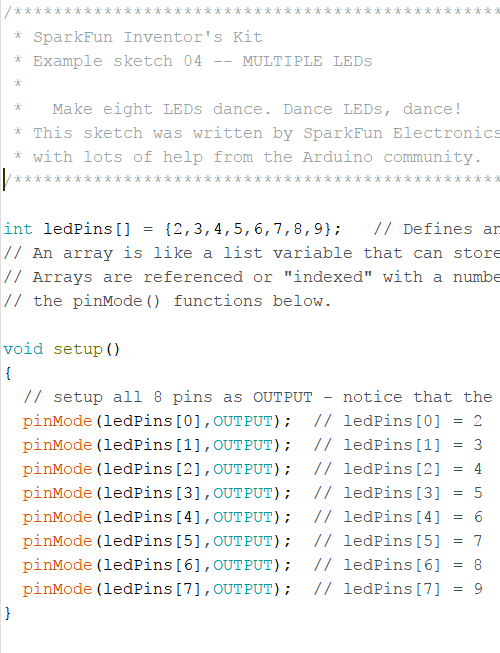 /*************************************************
 * SparkFun Inventor's Kit
 * Example sketch 04 -- MULTIPLE LEDs
 *
 *   Make eight LEDs dance. Dance LEDs, dance!
 * This sketch was written by SparkFun Electronics
 * with lots of help from the Arduino community.
/*************************************************
int ledPins[] = {2,3,4,5,6,7,8,9};   // Defines an
// An array is like a list variable that can store
// Arrays are referenced or "indexed" with a numbe
// the pinMode() functions below.
void setup()
{
  // setup all 8 pins as OUTPUT - notice that the
  pinMode(ledPins[0],OUTPUT);  // ledPins[0] = 2
  pinMode(ledPins[1],OUTPUT);  // ledPins[1] = 3
  pinMode(ledPins[2],OUTPUT);  // ledPins[2] = 4
  pinMode(ledPins[3],OUTPUT);  // ledPins[3] = 5
  pinMode(ledPins[4],OUTPUT);  // ledPins[4] = 6
  pinMode(ledPins[5],OUTPUT);  // ledPins[5] = 7
  pinMode(ledPins[6],OUTPUT);  // ledPins[6] = 8
  pinMode(ledPins[7],OUTPUT);  // ledPins[7] = 9
}